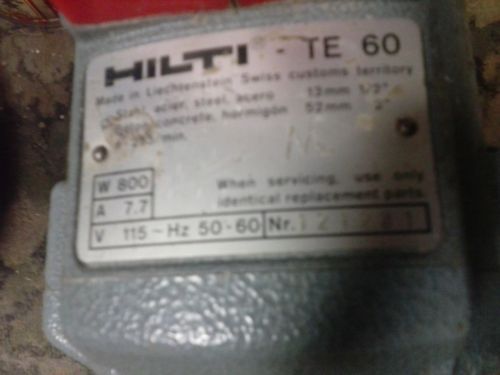 HILTI - TE 60
Made in Liechtenstein Swiss customs territory
Stahl, acier, steel, acero 13mm 1/2"
concrete, hormigón 52mm 2"
min.
W 800
When servicing, use only
A 7.7
identical replacement parts.
V 115 ~ Hz 50-60 Nr.